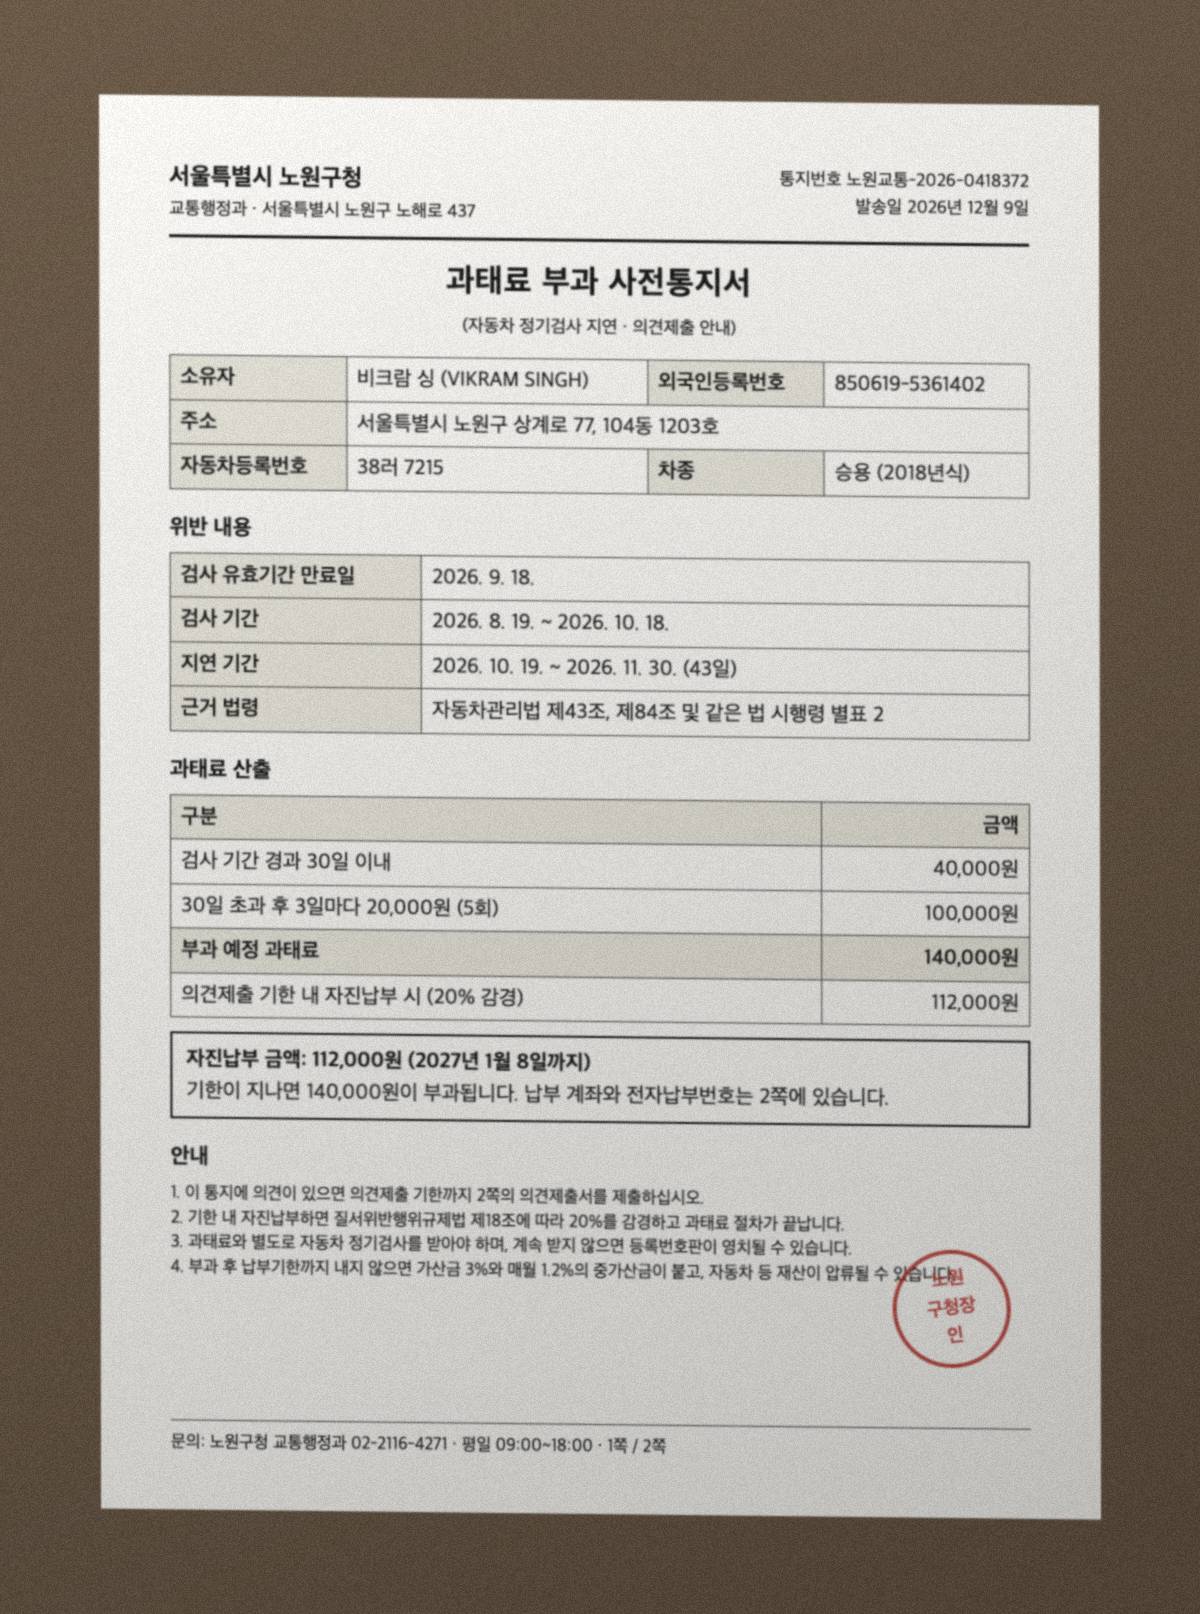 서울특별시 노원구청
통지번호 노원교통-2026-0418372
교통행정과 · 서울특별시 노원구 노해로 437
발송일 2026년 12월 9일
과태료 부과 사전통지서
(자동차 정기검사 지연 · 의견제출 안내)
소유자 비크람 싱 (VIKRAM SINGH) 외국인등록번호 850619-5361402
주소 서울특별시 노원구 상계로 77, 104동 1203호
자동차등록번호 38러 7215 차종 승용 (2018년식)
위반 내용
검사 유효기간 만료일 2026. 9. 18.
검사 기간 2026. 8. 19. ~ 2026. 10. 18.
지연 기간 2026. 10. 19. ~ 2026. 11. 30. (43일)
근거 법령 자동차관리법 제43조, 제84조 및 같은 법 시행령 별표 2
과태료 산출
구분 금액
검사 기간 경과 30일 이내 40,000원
30일 초과 후 3일마다 20,000원 (5회) 100,000원
부과 예정 과태료 140,000원
의견제출 기한 내 자진납부 시 (20% 감경) 112,000원
자진납부 금액: 112,000원 (2027년 1월 8일까지)
기한이 지나면 140,000원이 부과됩니다. 납부 계좌와 전자납부번호는 2쪽에 있습니다.
안내
1. 이 통지에 의견이 있으면 의견제출 기한까지 2쪽의 의견제출서를 제출하십시오.
2. 기한 내 자진납부하면 질서위반행위규제법 제18조에 따라 20%를 감경하고 과태료 절차가 끝납니다.
3. 과태료와 별도로 자동차 정기검사를 받아야 하며, 계속 받지 않으면 등록번호판이 영치될 수 있습니다.
4. 부과 후 납부기한까지 내지 않으면 가산금 3%와 매월 1.2%의 중가산금이 붙고, 자동차 등 재산이 압류될 수 있습니다.
노원
구청장
인
문의: 노원구청 교통행정과 02-2116-4271 · 평일 09:00~18:00 · 1쪽 / 2쪽